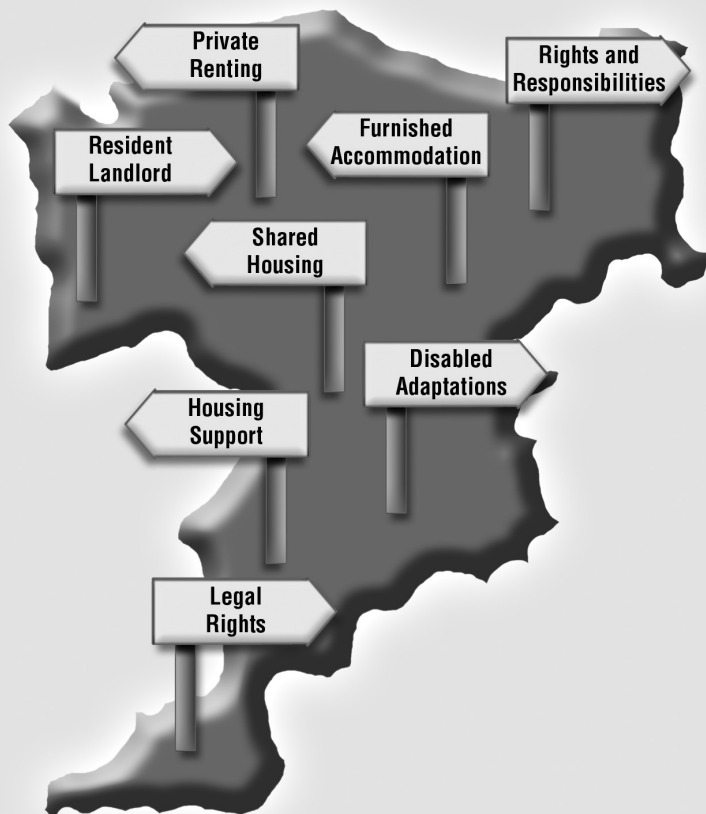 Private
Renting
Rights and
Responsibilities
Resident
Landlord
Furnished
Accommodation
Shared
Housing
Disabled
Adaptations
Housing
Support
Legal
Rights